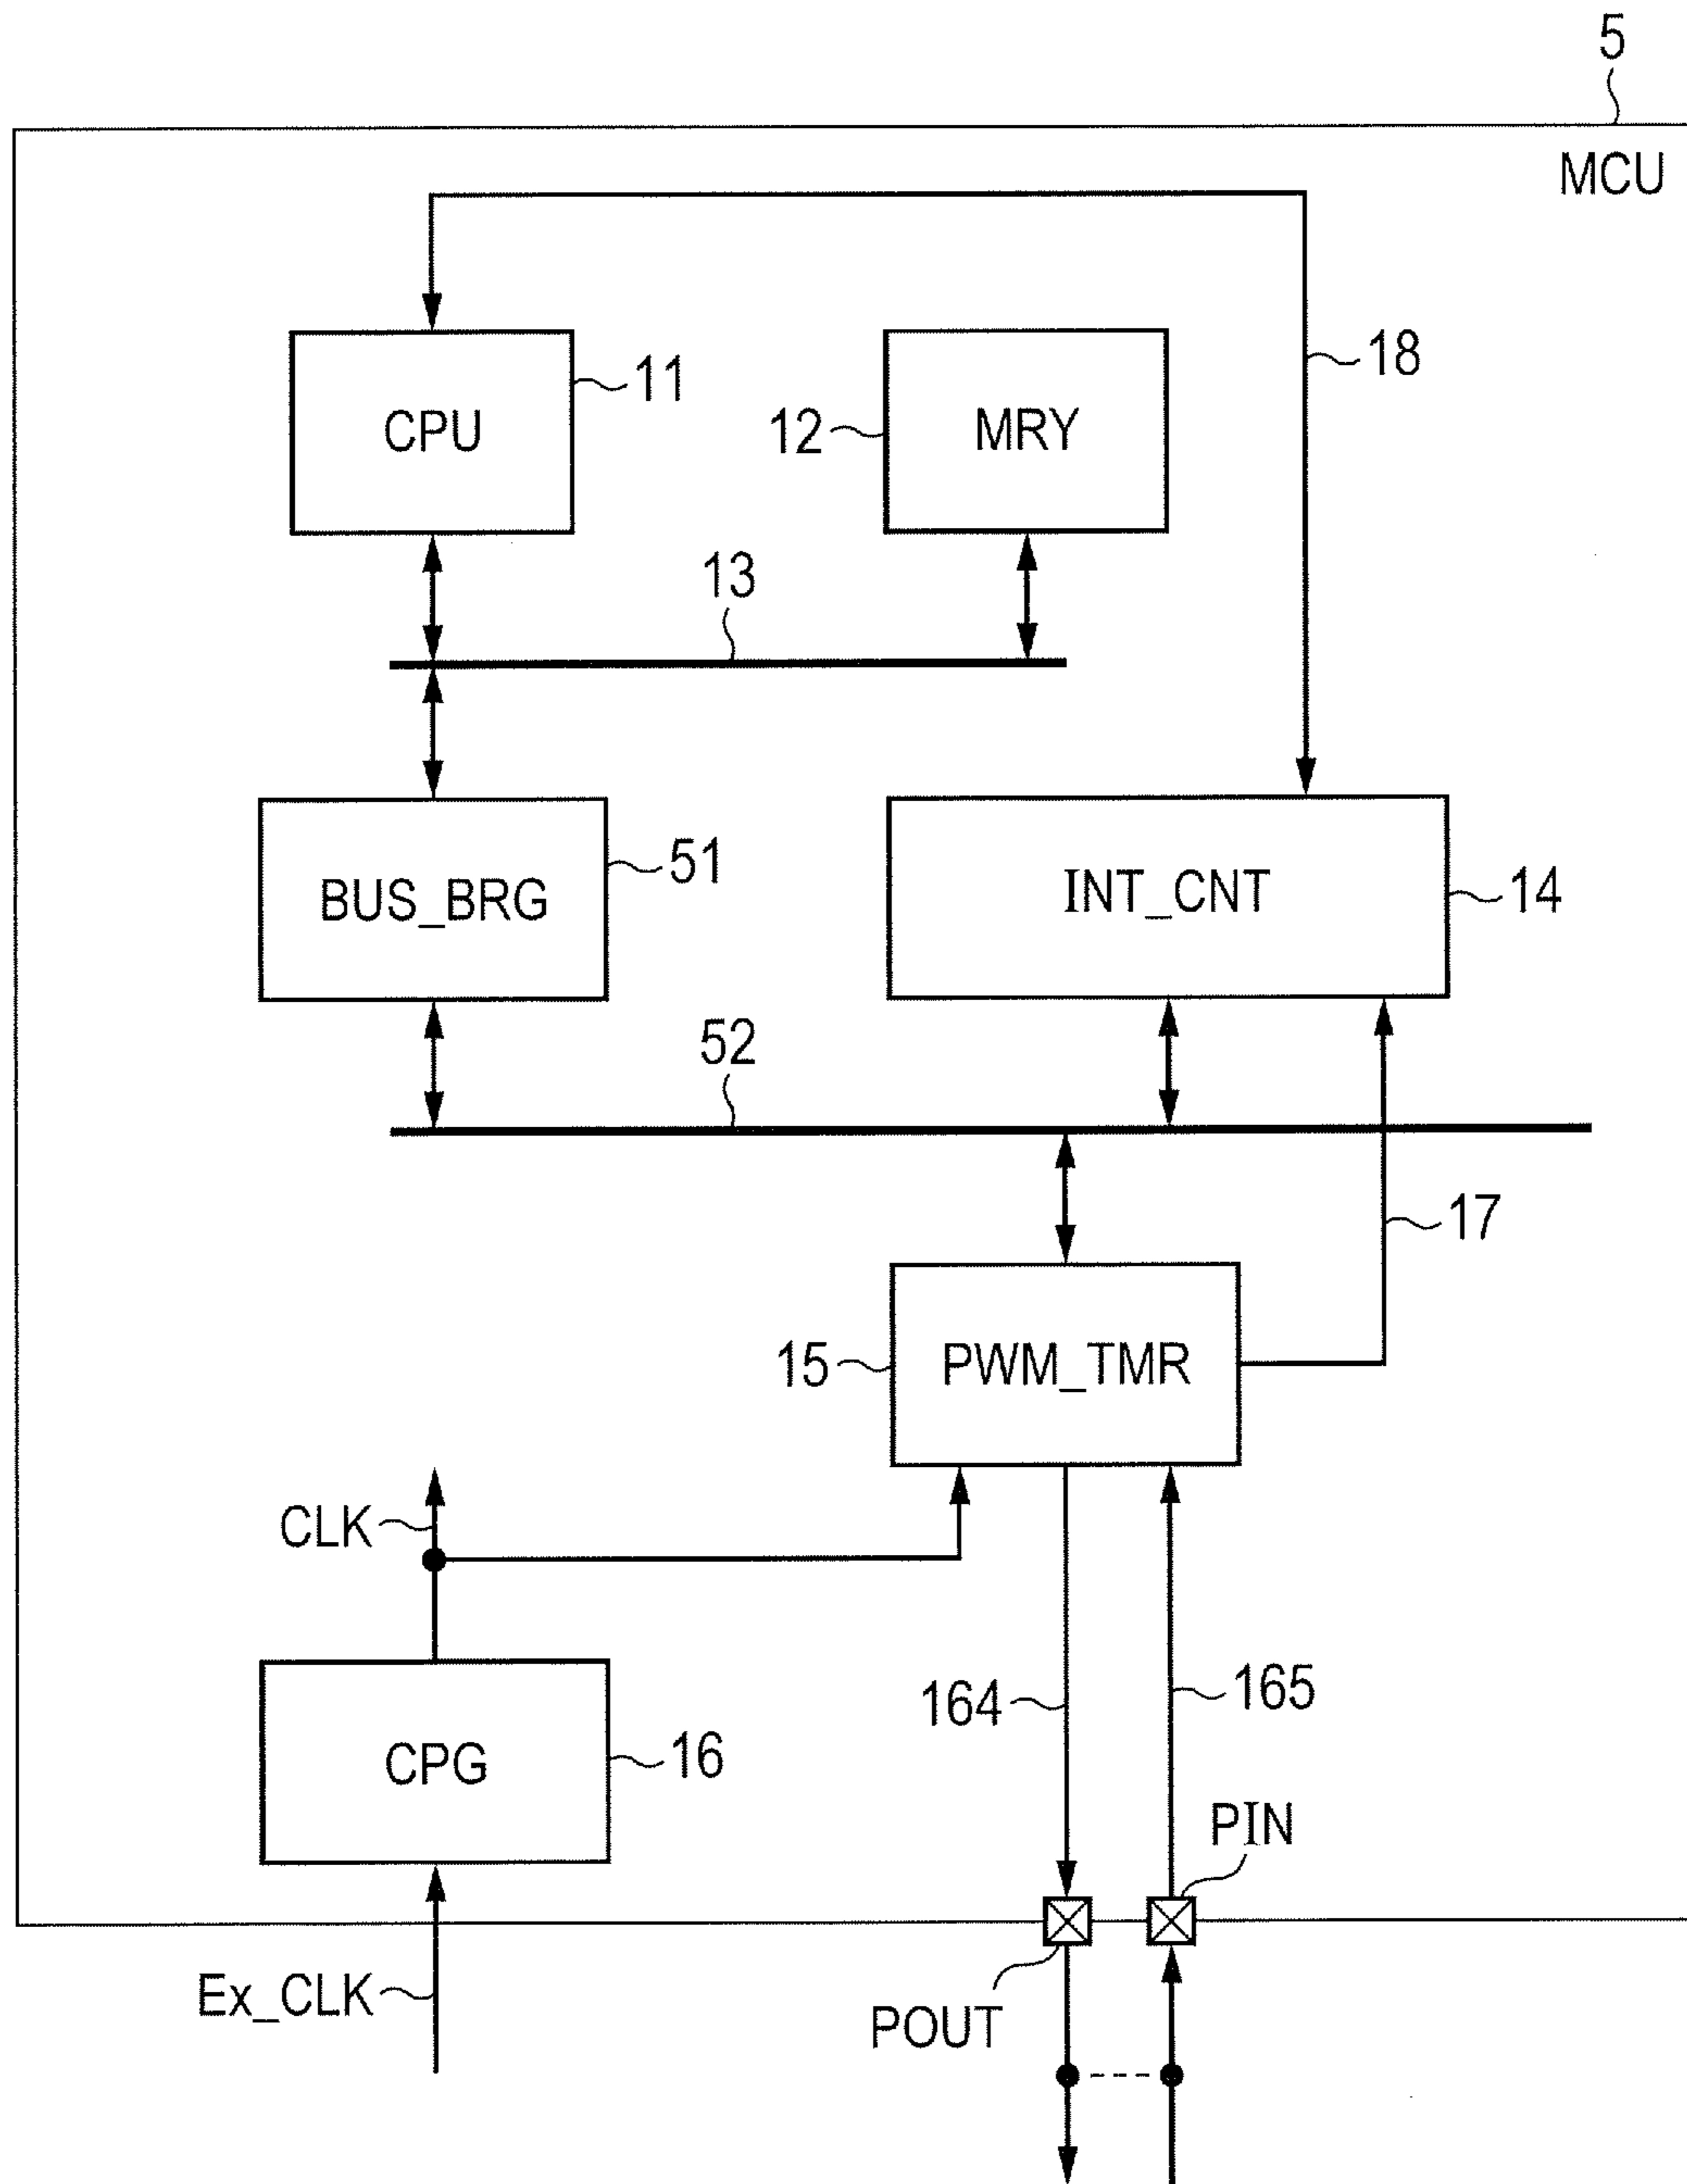 5
MCU
18
CPU
11
12
MRY
13
BUS_BRG
51
INT_CNT
14
52
17
15
PWM_TMR
CLK
164
165
CPG
16
PIN
Ex_CLK
POUT